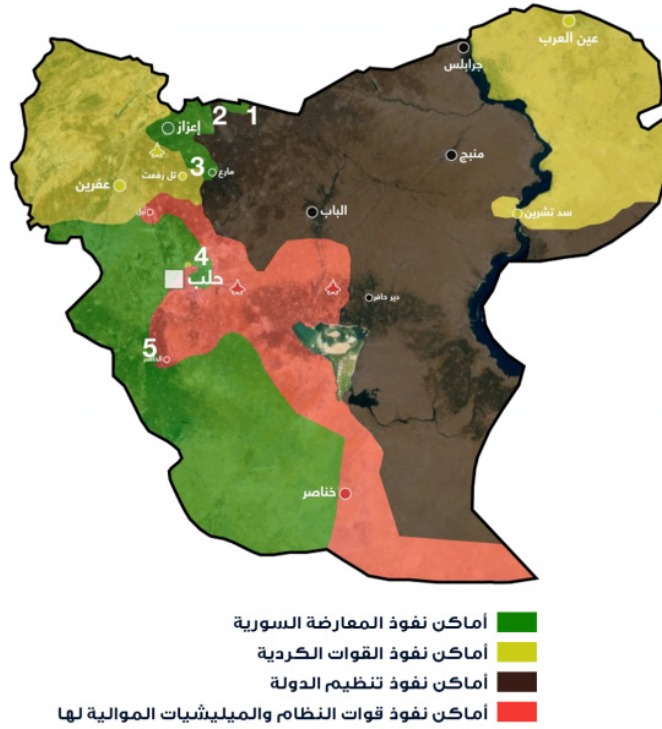 عين العرب
جرابلس
1
2
إعزاز
منبج
3
مارع
تل رفعت
عفرين
سد تشرين
الباب
نبل
4
حلب
دير حافر
5
الحاضر
خناصر
أماكن نفوذ المعارضة السورية
أماكن نفوذ القوات الكردية
أماكن نفوذ تنظيم الدولة
أماكن نفوذ قوات النظام والميليشيات الموالية لها